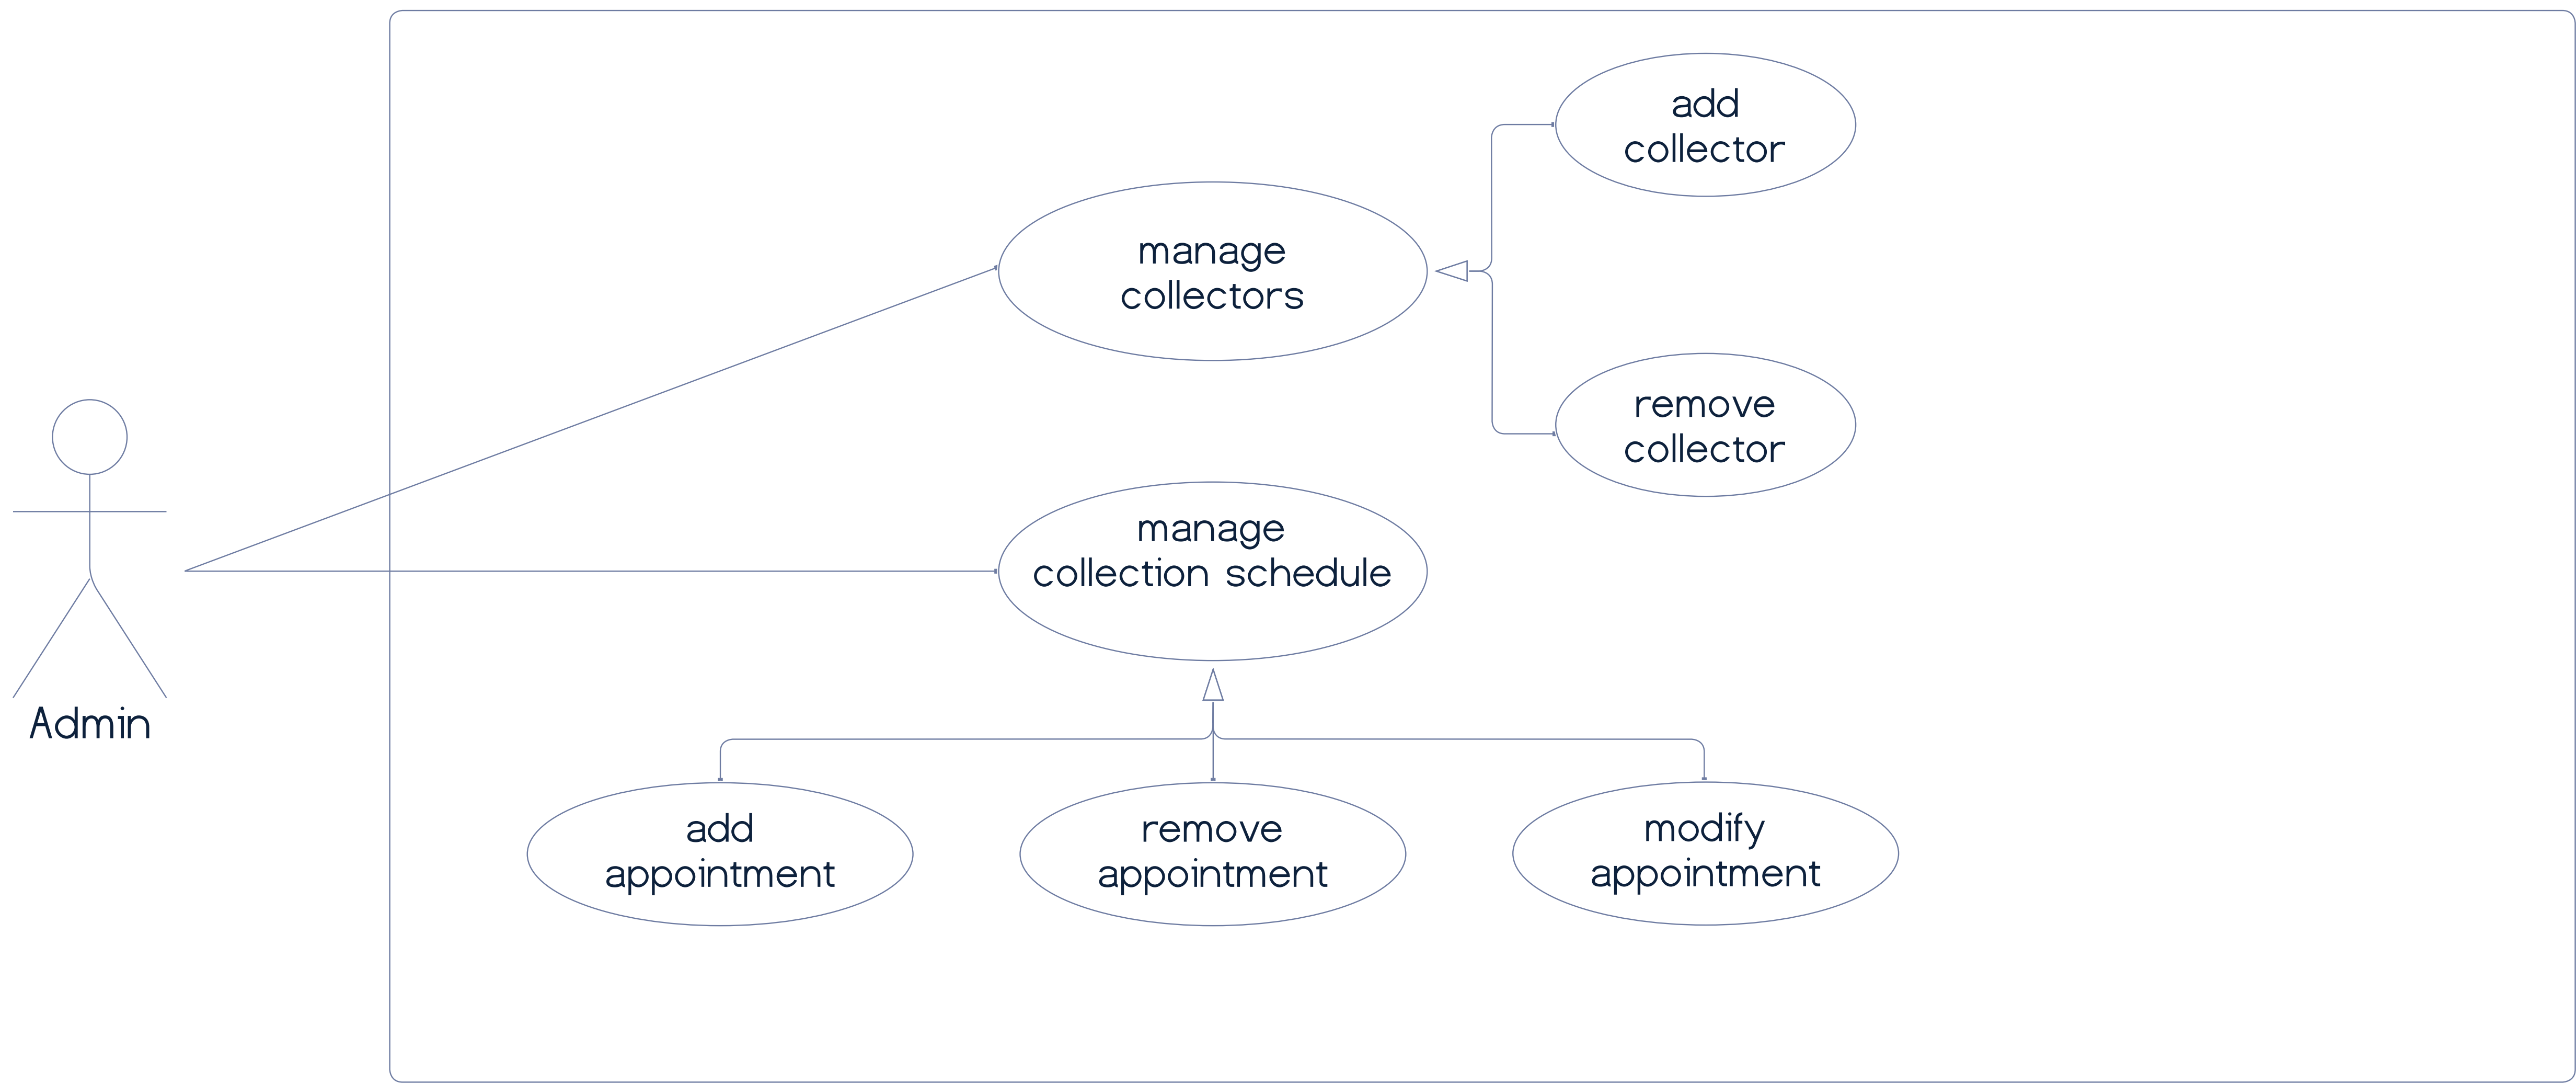 add
collector
manage
collectors
remove
collector
manage
collection schedule
Admin
add
appointment
remove
appointment
modify
appointment